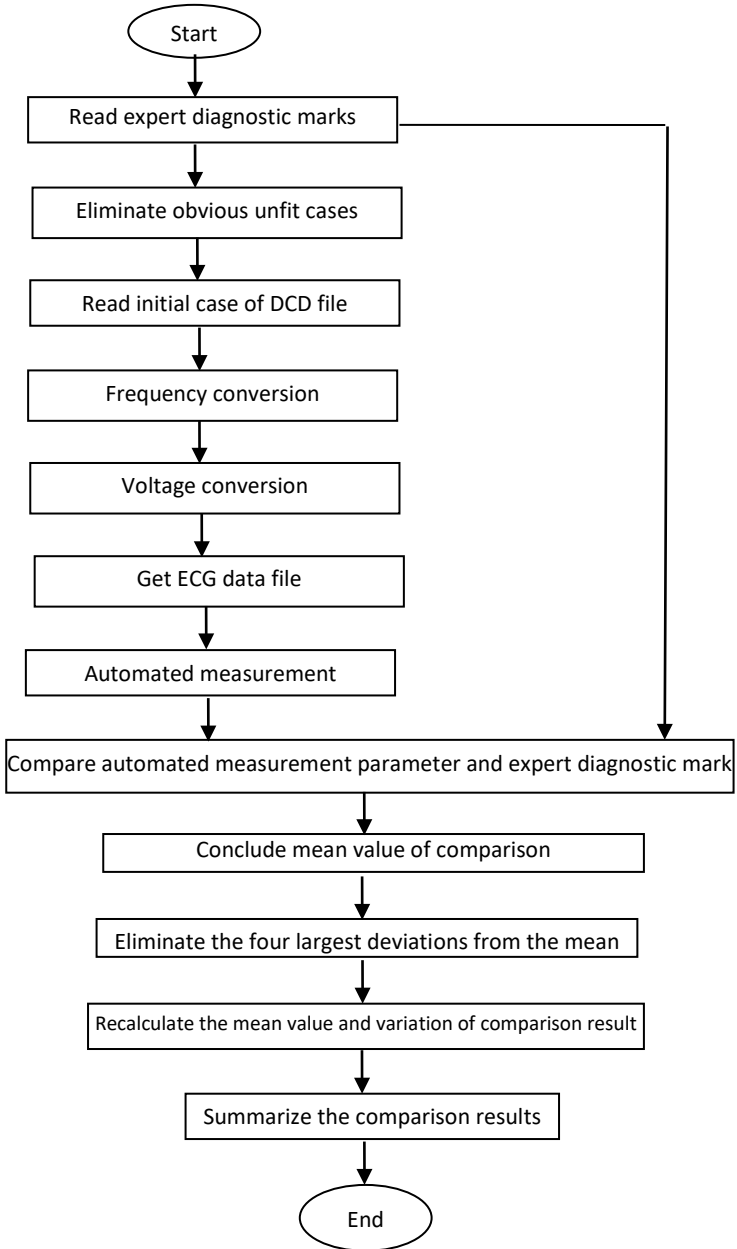 Start
Read expert diagnostic marks
Eliminate obvious unfit cases
Read initial case of DCD file
Frequency conversion
Voltage conversion
Get ECG data file
Automated measurement
Compare automated measurement parameter and expert diagnostic mark
Conclude mean value of comparison
Eliminate the four largest deviations from the mean
Recalculate the mean value and variation of comparison result
Summarize the comparison results
End